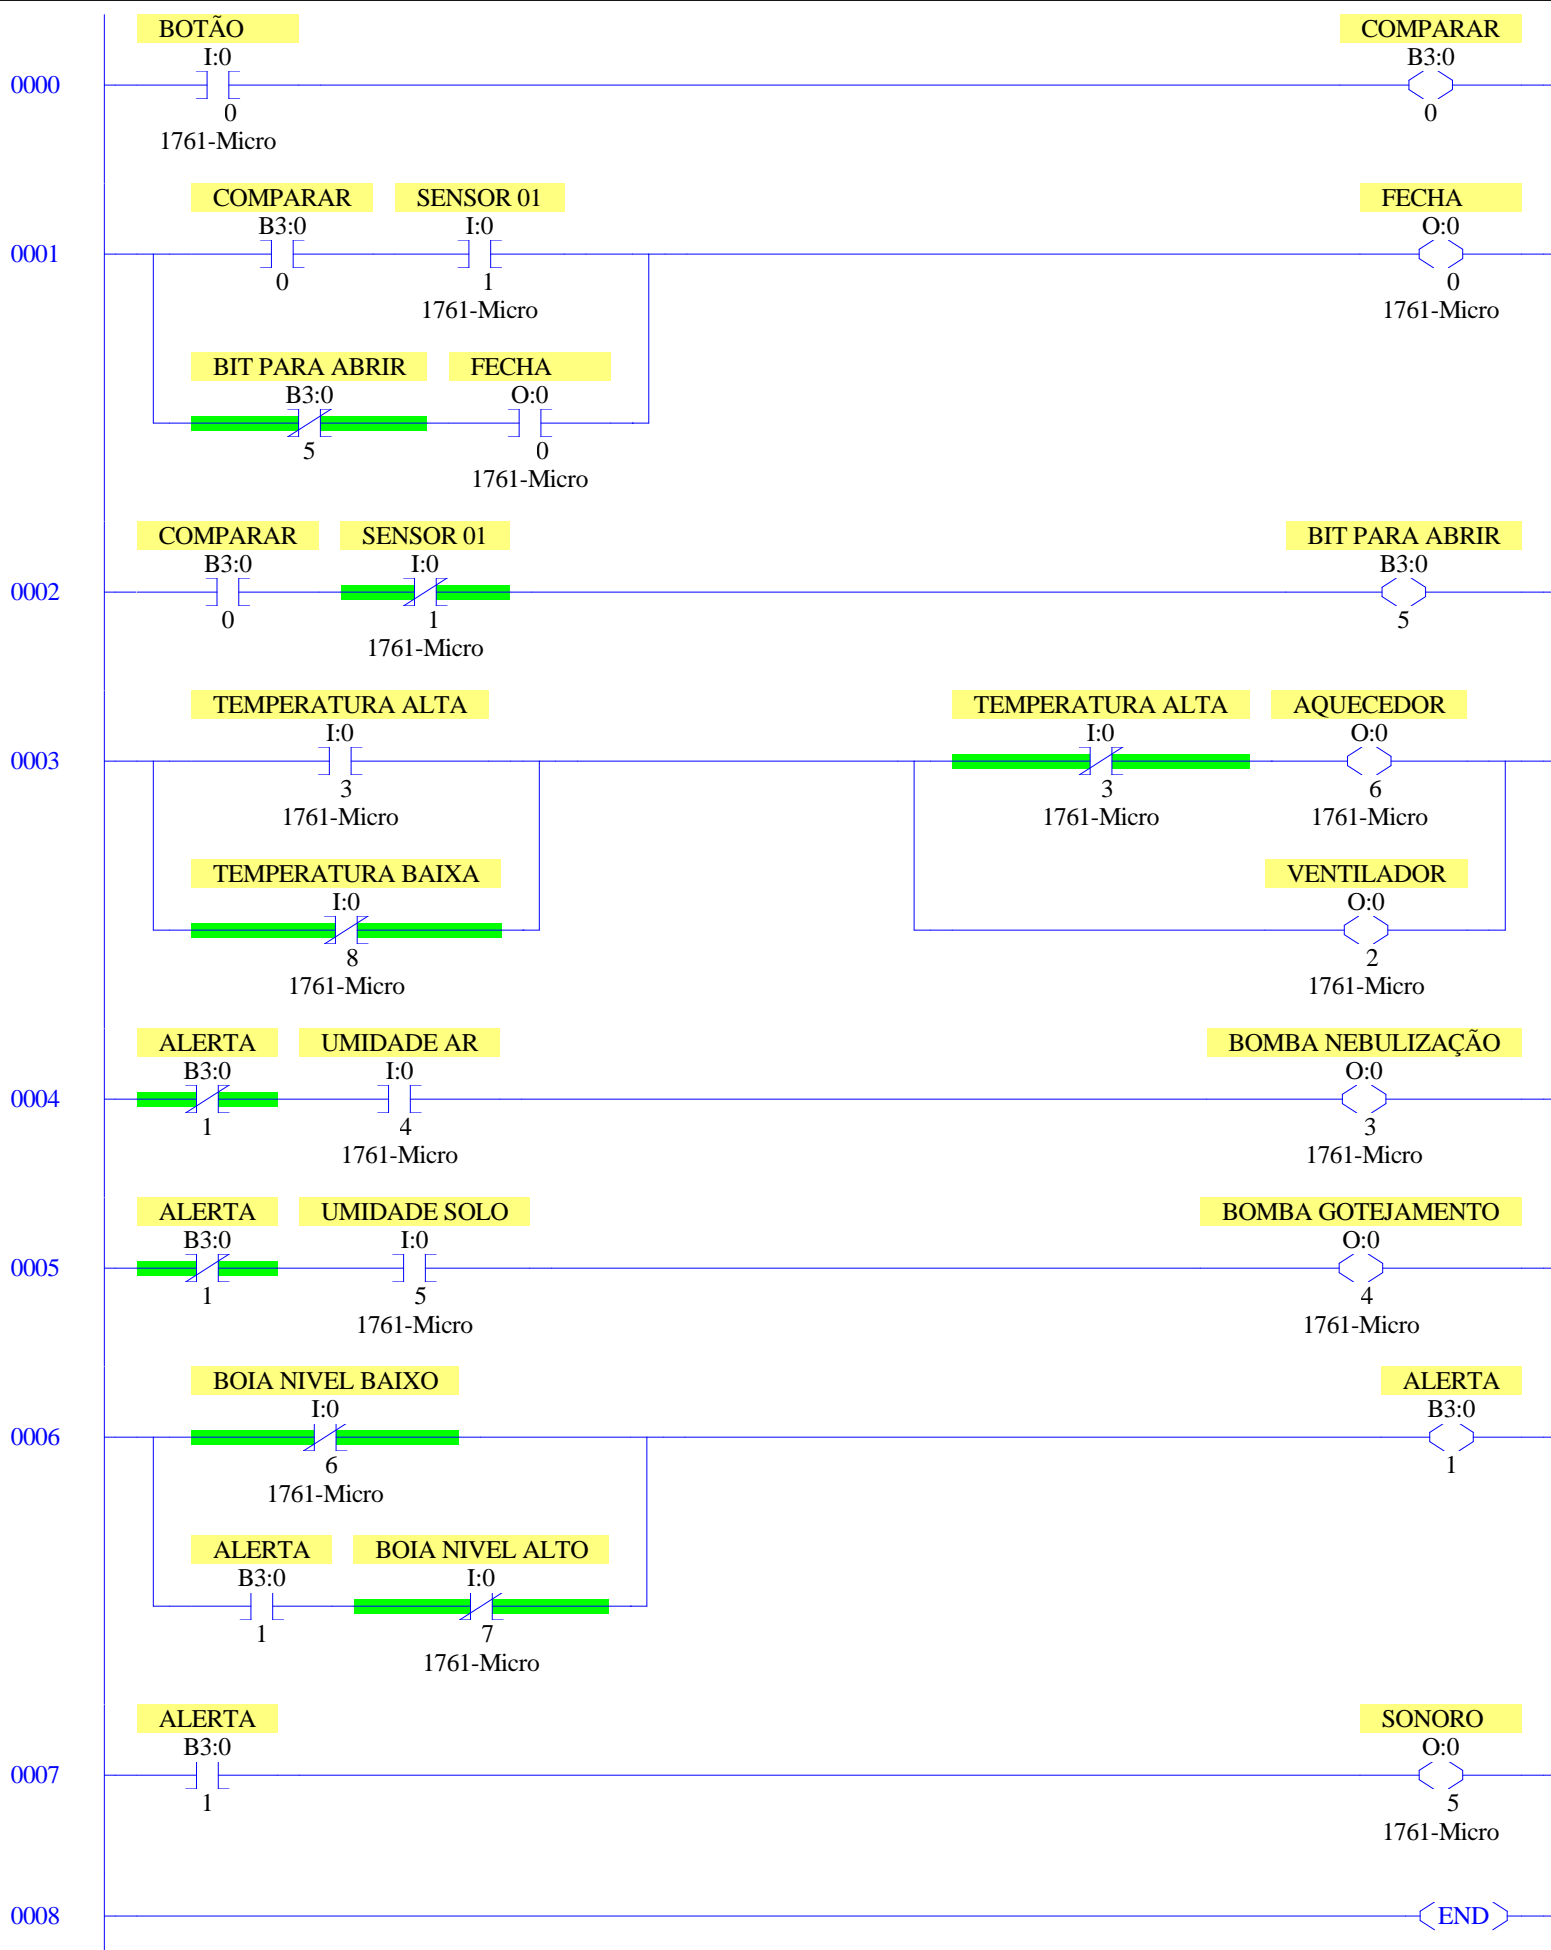 BOTÃO COMPARAR
I:0 B3:0
0000
0 0
1761-Micro
COMPARAR SENSOR 01 FECHA
B3:0 I:0 O:0
0001
0 1 0
1761-Micro 1761-Micro
BIT PARA ABRIR FECHA
B3:0 O:0
5 0
1761-Micro
COMPARAR SENSOR 01 BIT PARA ABRIR
B3:0 I:0 B3:0
0002
0 1 5
1761-Micro
TEMPERATURA ALTA TEMPERATURA ALTA AQUECEDOR
I:0 I:0 O:0
0003
3 3 6
1761-Micro 1761-Micro 1761-Micro
TEMPERATURA BAIXA VENTILADOR
I:0 O:0
8 2
1761-Micro 1761-Micro
ALERTA UMIDADE AR BOMBA NEBULIZAÇÃO
B3:0 I:0 O:0
0004
1 4 3
1761-Micro 1761-Micro
ALERTA UMIDADE SOLO BOMBA GOTEJAMENTO
B3:0 I:0 O:0
0005
1 5 4
1761-Micro 1761-Micro
BOIA NIVEL BAIXO ALERTA
I:0 B3:0
0006
6 1
1761-Micro
ALERTA BOIA NIVEL ALTO
B3:0 I:0
1 7
1761-Micro
ALERTA SONORO
B3:0 O:0
0007
1 5
1761-Micro
0008 END